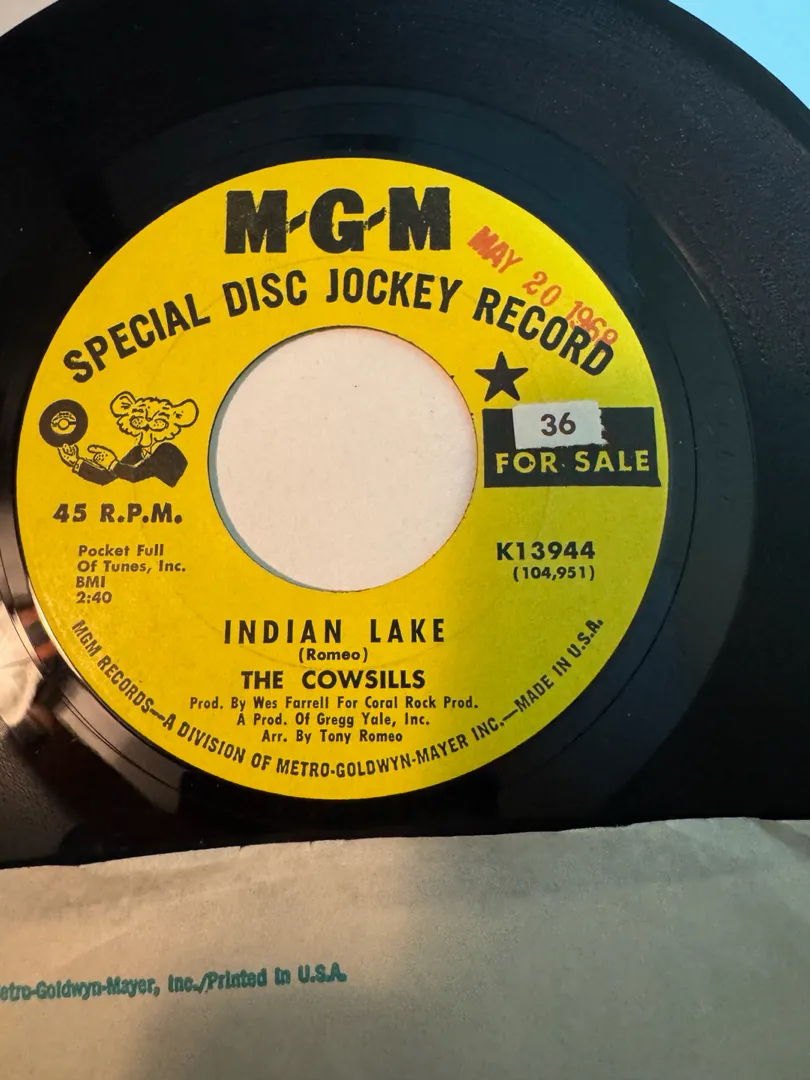 M-G-M
MAY 20 1968
SPECIAL DISC JOCKEY RECORD
36
FOR SALE
45 R.P.M.
Pocket Full
Of Tunes, Inc.
BMI
2:40
K13944
(104,951)
INDIAN LAKE
(Romeo)
THE COWSILLS
Prod. By Wes Farrell For Coral Rock Prod.
A Prod. Of Gregg Yale, Inc.
Arr. By Tony Romeo
MGM RECORDS—A DIVISION OF METRO-GOLDWYN-MAYER INC.—MADE IN U.S.A.
etro-Goldwyn-Mayer, Inc./Printed in U.S.A.